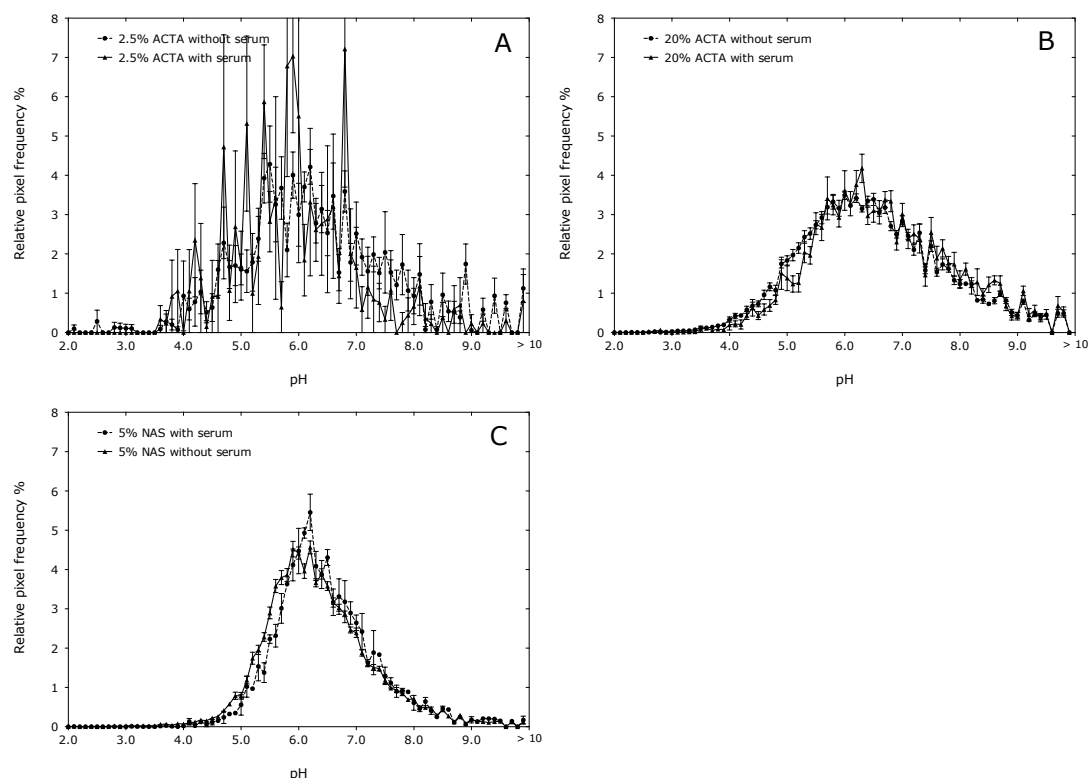 8
7
6
5
4
3
2
1
0
Relative pixel frequency %
2.5% ACTA without serum
2.5% ACTA with serum
A
2.0 3.0 4.0 5.0 6.0 7.0 8.0 9.0 > 10
pH
8
7
6
5
4
3
2
1
0
Relative pixel frequency %
20% ACTA without serum
20% ACTA with serum
B
2.0 3.0 4.0 5.0 6.0 7.0 8.0 9.0 > 10
pH
8
7
6
5
4
3
2
1
0
Relative pixel frequency %
5% NAS with serum
5% NAS without serum
C
2.0 3.0 4.0 5.0 6.0 7.0 8.0 9.0 > 10
pH